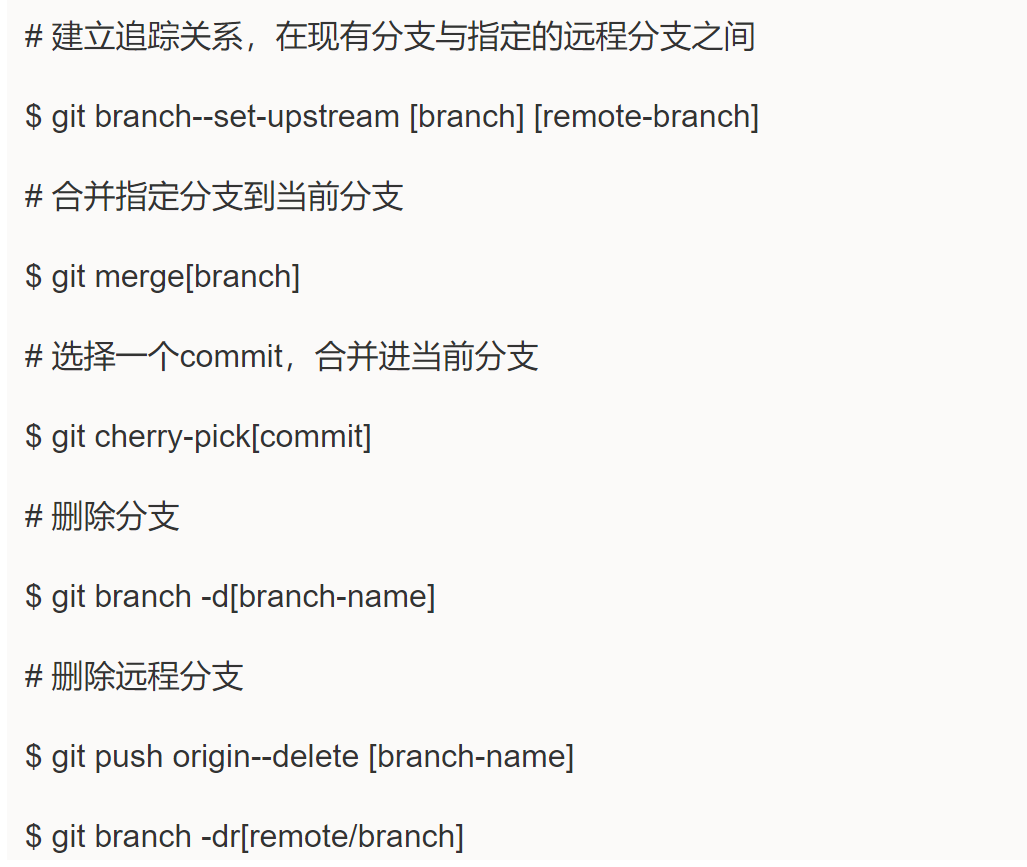 # 建立追踪关系，在现有分支与指定的远程分支之间
$ git branch--set-upstream [branch] [remote-branch]
# 合并指定分支到当前分支
$ git merge[branch]
# 选择一个commit，合并进当前分支
$ git cherry-pick[commit]
# 删除分支
$ git branch -d[branch-name]
# 删除远程分支
$ git push origin--delete [branch-name]
$ git branch -dr[remote/branch]